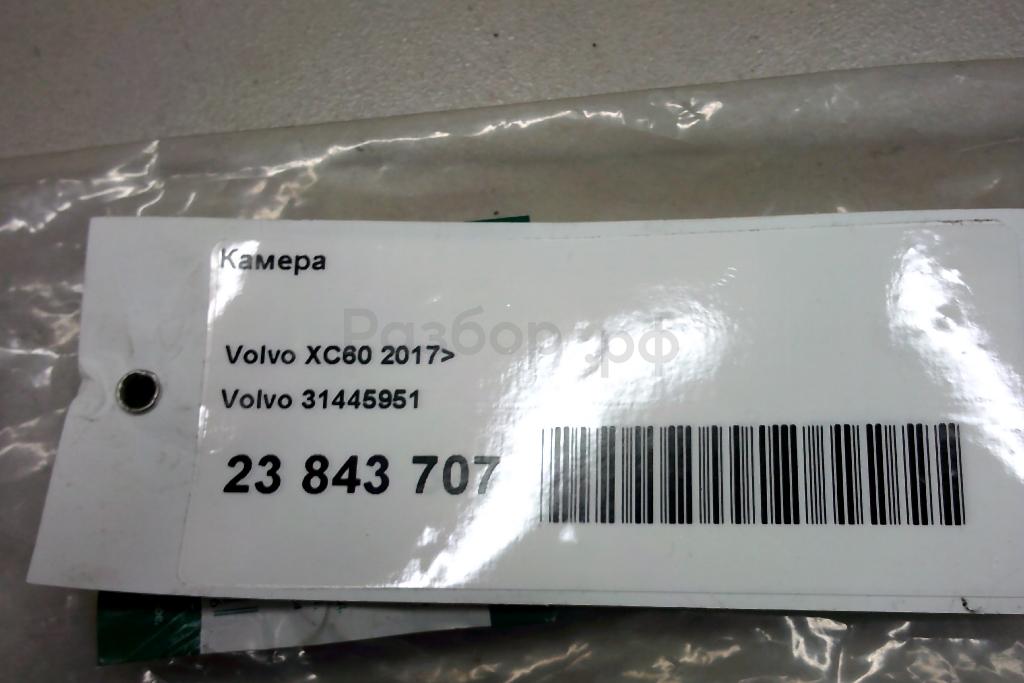 Камера
Разбор.рф
Volvo XC60 2017>
Volvo 31445951
23 843 707